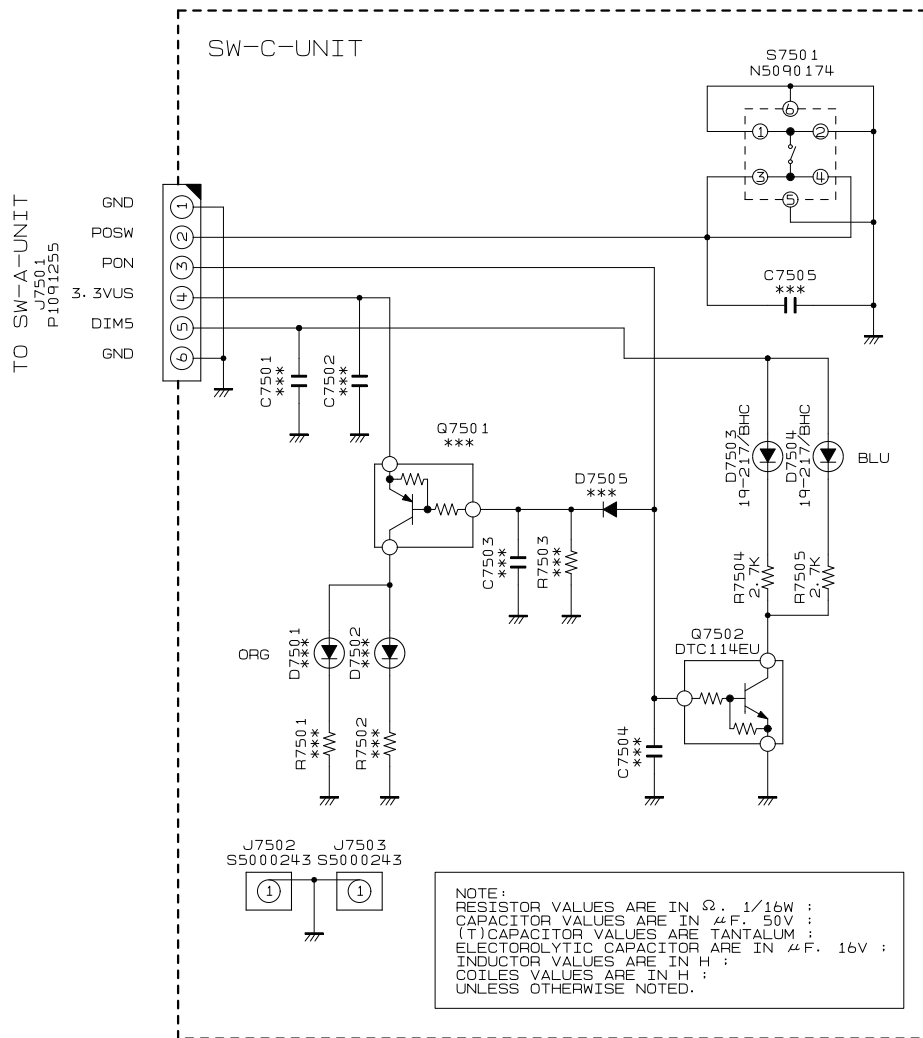 SW-C-UNIT
S7501
N5090174
6
1
2
3
4
5
TO SW-A-UNIT
J7501
P1091255
GND
1
POSW
2
PON
3
3.3VUS
4
DIM5
5
GND
6
C7505
***
C7501
***
C7502
***
Q7501
***
D7505
***
D7503
19-217/BHC
D7504
19-217/BHC
BLU
C7503
***
R7503
***
R7504
2.7K
R7505
2.7K
ORG
D7501
***
D7502
***
Q7502
DTC114EU
R7501
***
R7502
***
C7504
***
J7502
S5000243
1
J7503
S5000243
1
NOTE:
RESISTOR VALUES ARE IN Ω. 1/16W ;
CAPACITOR VALUES ARE IN μF. 50V ;
(T)CAPACITOR VALUES ARE TANTALUM ;
ELECTOROLYTIC CAPACITOR ARE IN μF. 16V ;
INDUCTOR VALUES ARE IN H ;
COILES VALUES ARE IN H ;
UNLESS OTHERWISE NOTED.